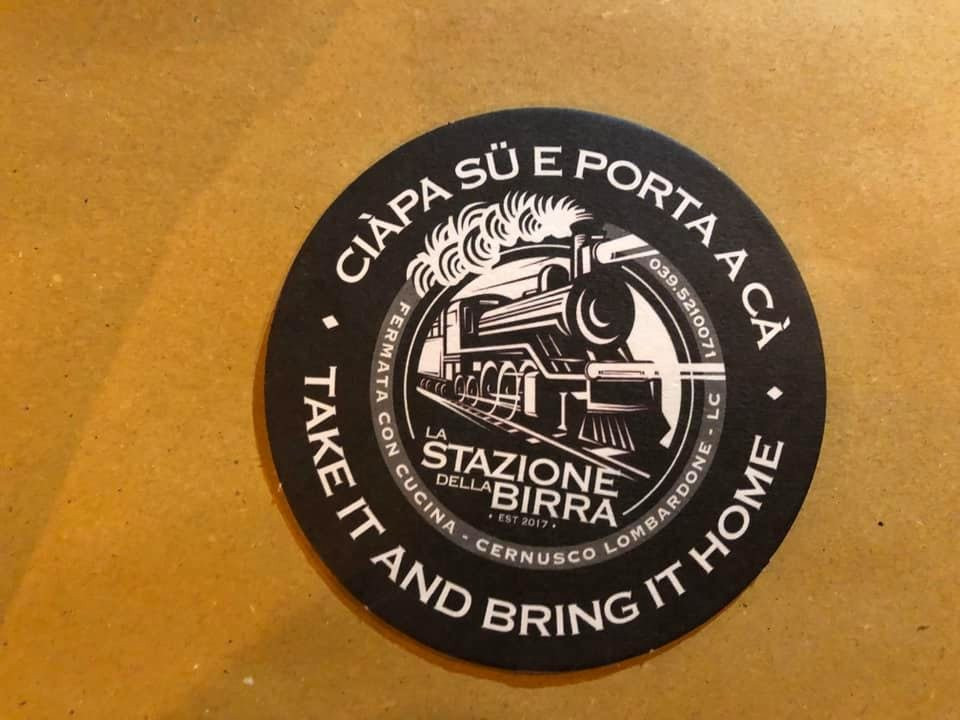 CIÀPA SÜ E PORTA A CÀ
039.5210071
LA
STAZIONE
DELLA BIRRA
• EST 2017 •
FERMATA CON CUCINA - CERNUSCO LOMBARDONE - LC
TAKE IT AND BRING IT HOME